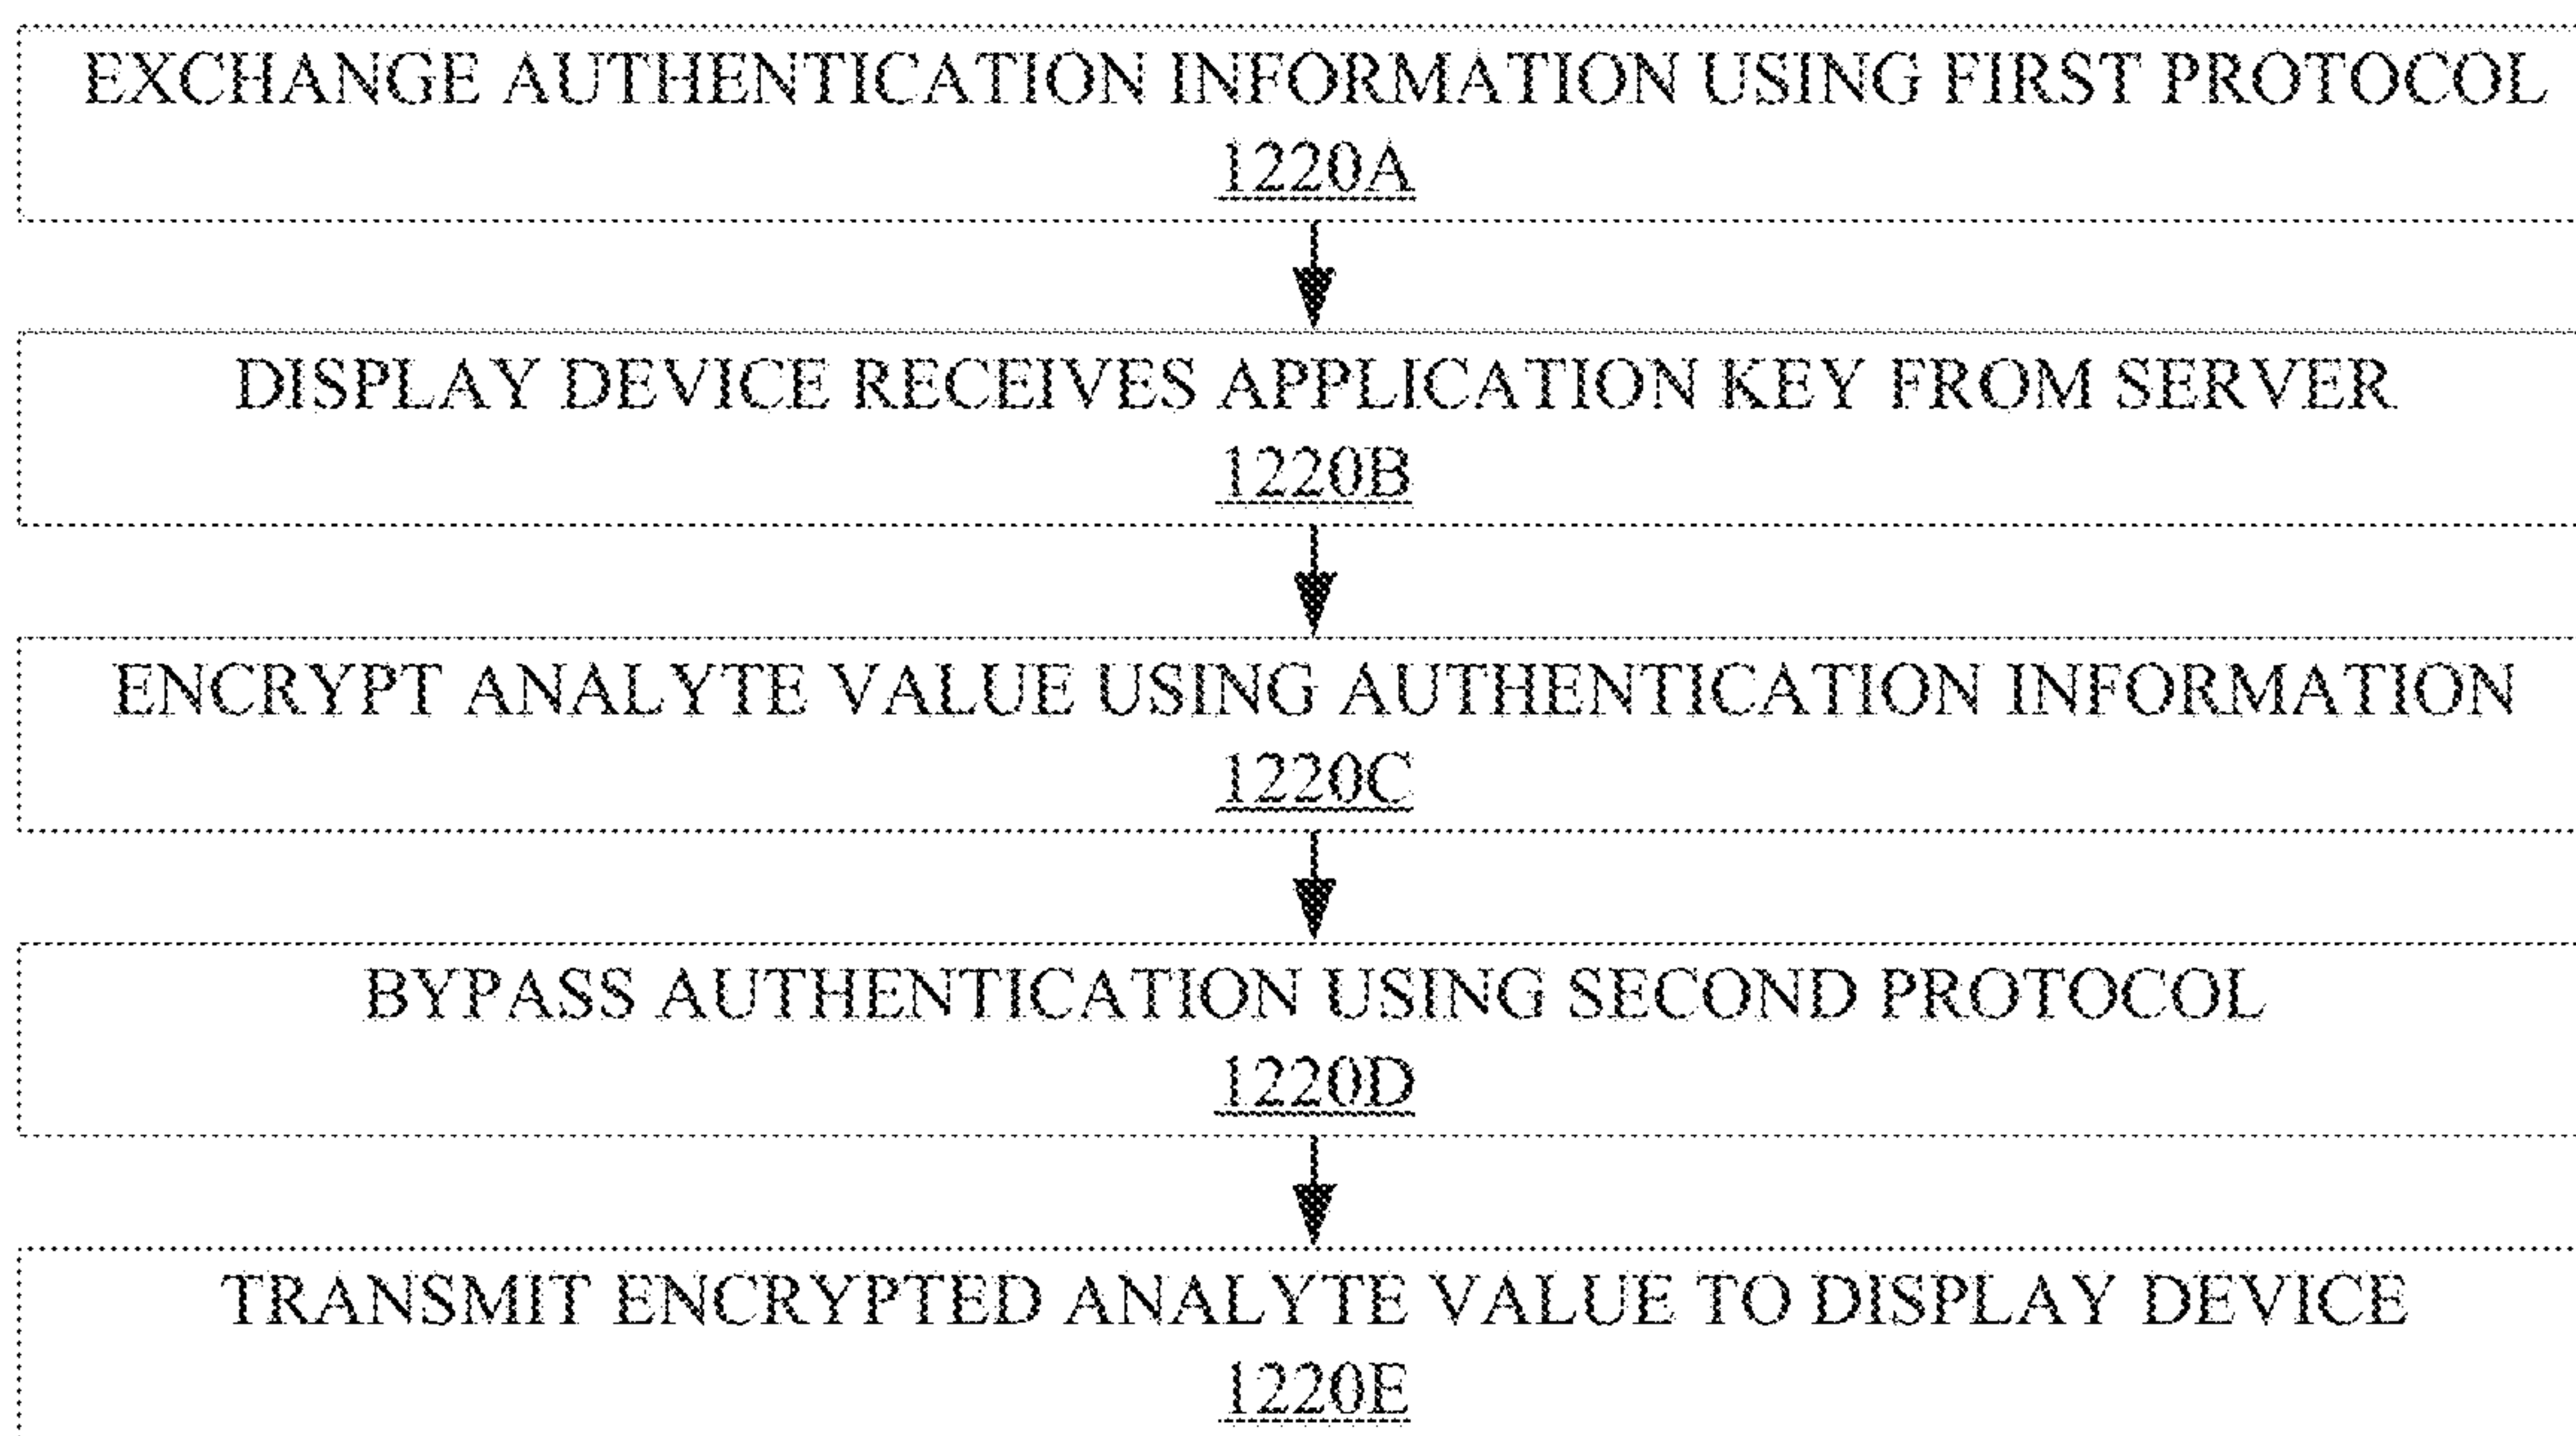 EXCHANGE AUTHENTICATION INFORMATION USING FIRST PROTOCOL
1220A
DISPLAY DEVICE RECEIVES APPLICATION KEY FROM SERVER
1220B
ENCRYPT ANALYTE VALUE USING AUTHENTICATION INFORMATION
1220C
BYPASS AUTHENTICATION USING SECOND PROTOCOL
1220D
TRANSMIT ENCRYPTED ANALYTE VALUE TO DISPLAY DEVICE
1220E